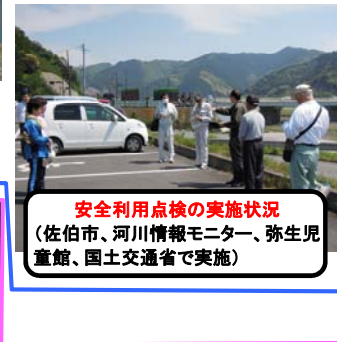 安全利用点検の実施状況
(佐伯市、河川情報モニター、弥生児
童館、国土交通省で実施)